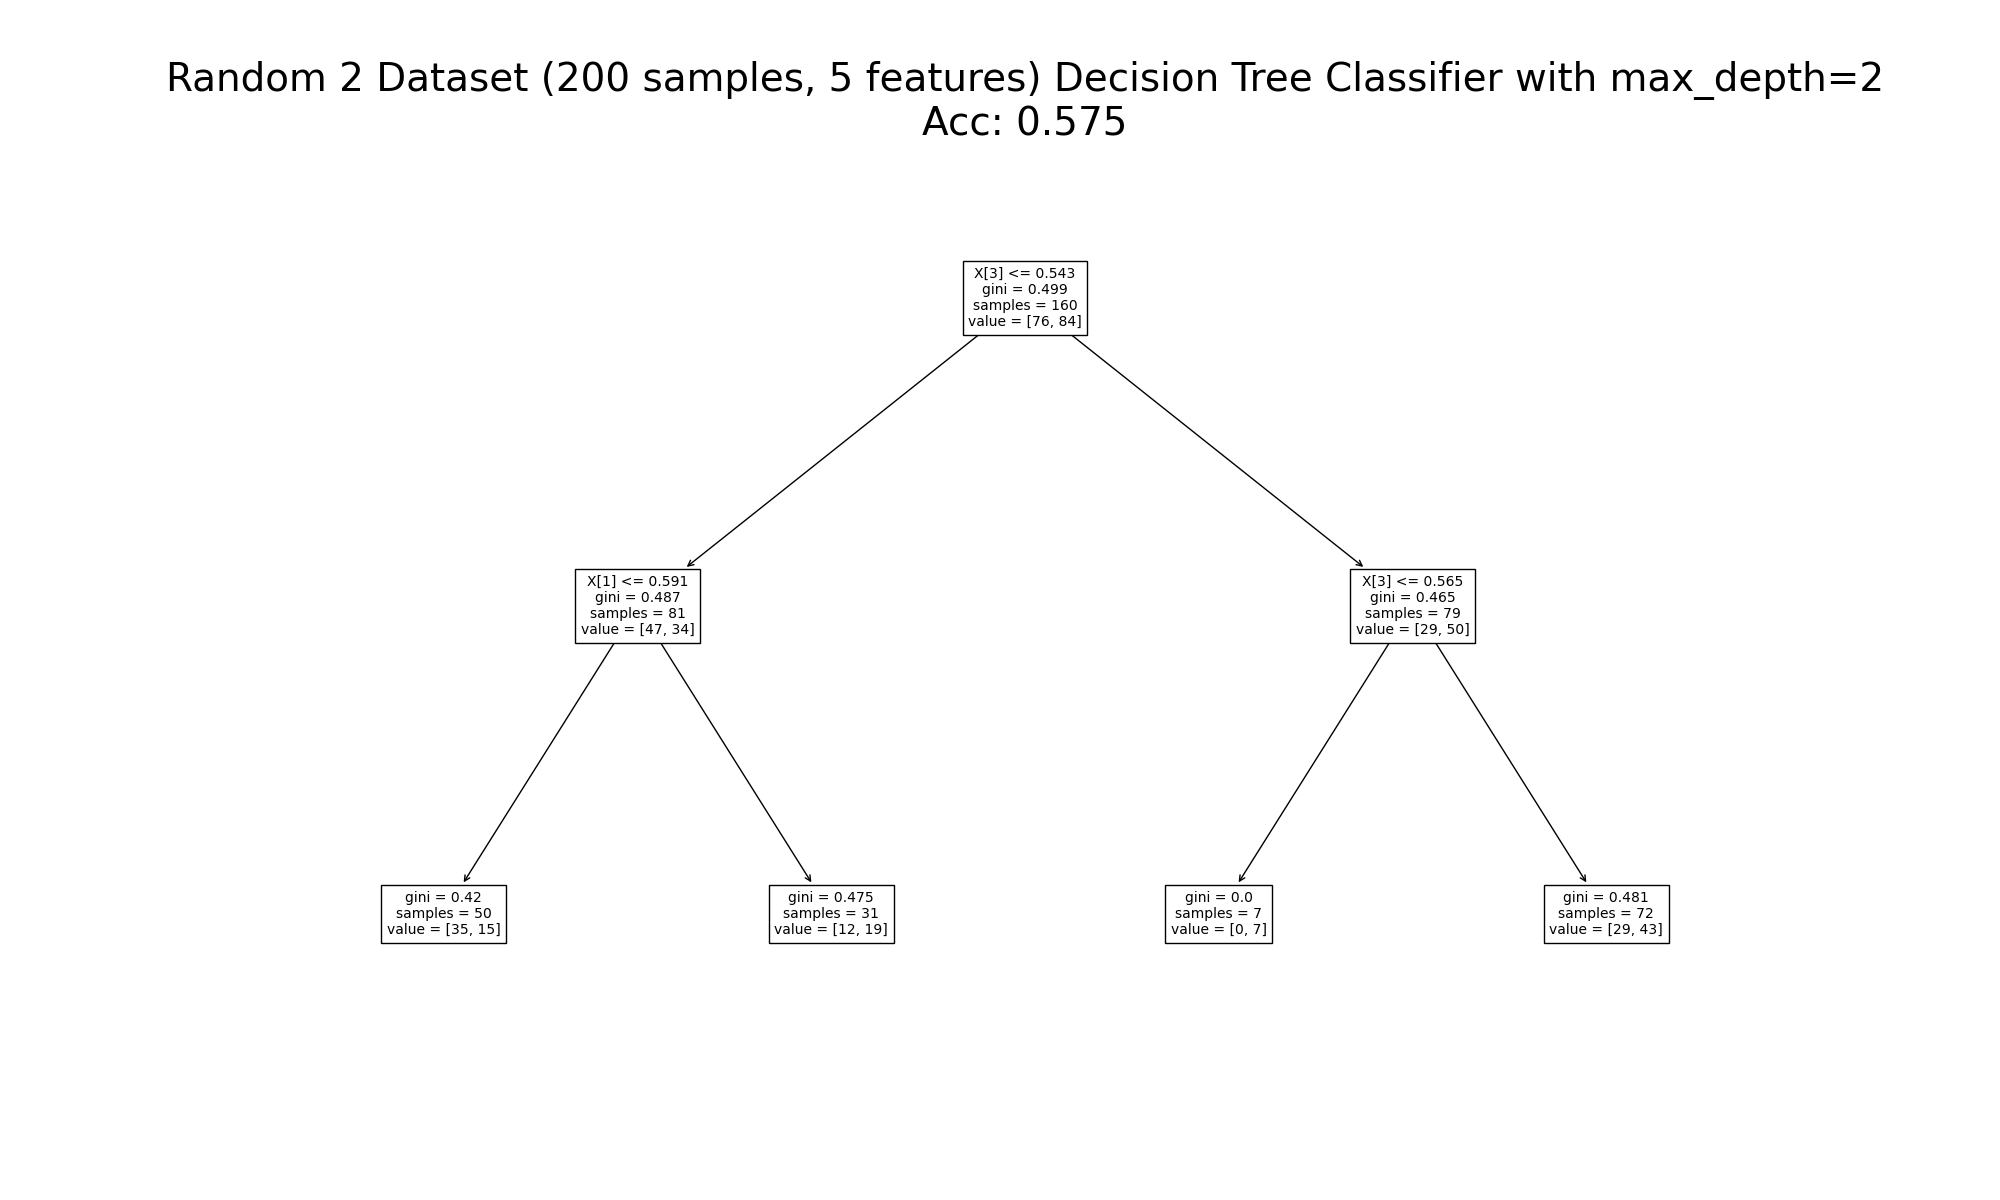 Random 2 Dataset (200 samples, 5 features) Decision Tree Classifier with max_depth=2
Acc: 0.575
X[3] <= 0.543
gini = 0.499
samples = 160
value = [76, 84]
X[1] <= 0.591
gini = 0.487
samples = 81
value = [47, 34]
X[3] <= 0.565
gini = 0.465
samples = 79
value = [29, 50]
gini = 0.42
samples = 50
value = [35, 15]
gini = 0.475
samples = 31
value = [12, 19]
gini = 0.0
samples = 7
value = [0, 7]
gini = 0.481
samples = 72
value = [29, 43]